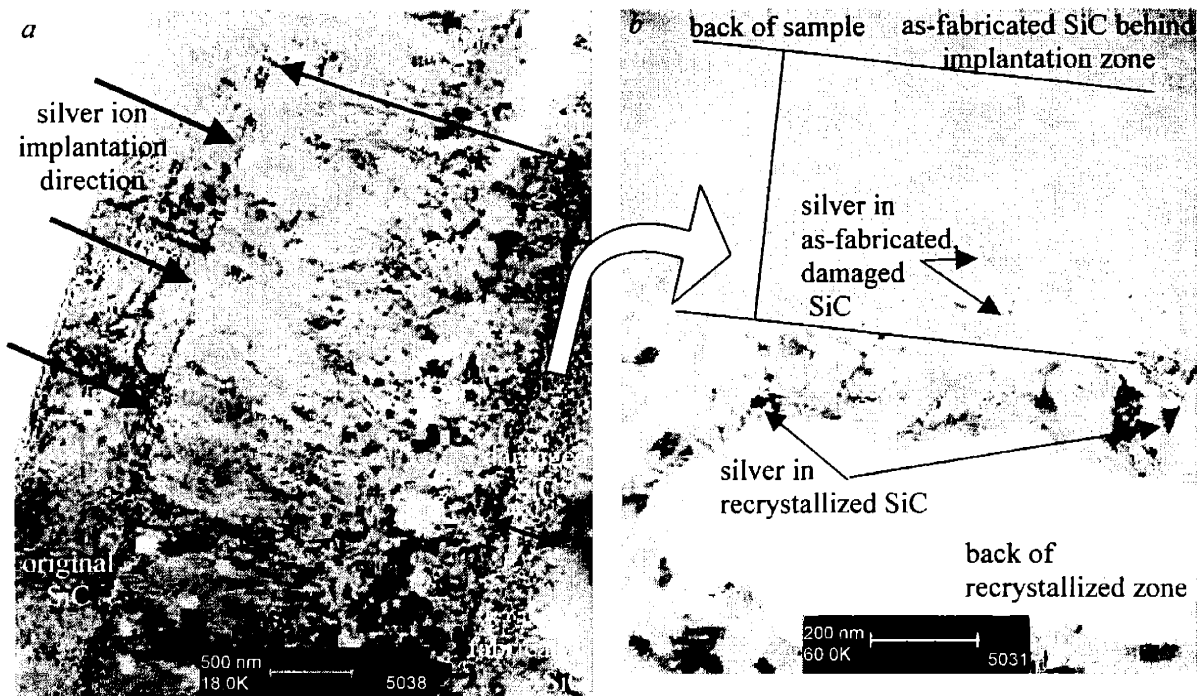 a
silver ion
implantation
direction
original
SiC
500 nm
18.0K
5038
b
back of sample
as-fabricated SiC behind
implantation zone
silver in
as-fabricated,
damaged
SiC
silver in
recrystallized SiC
back of
recrystallized zone
200 nm
60.0K
5031